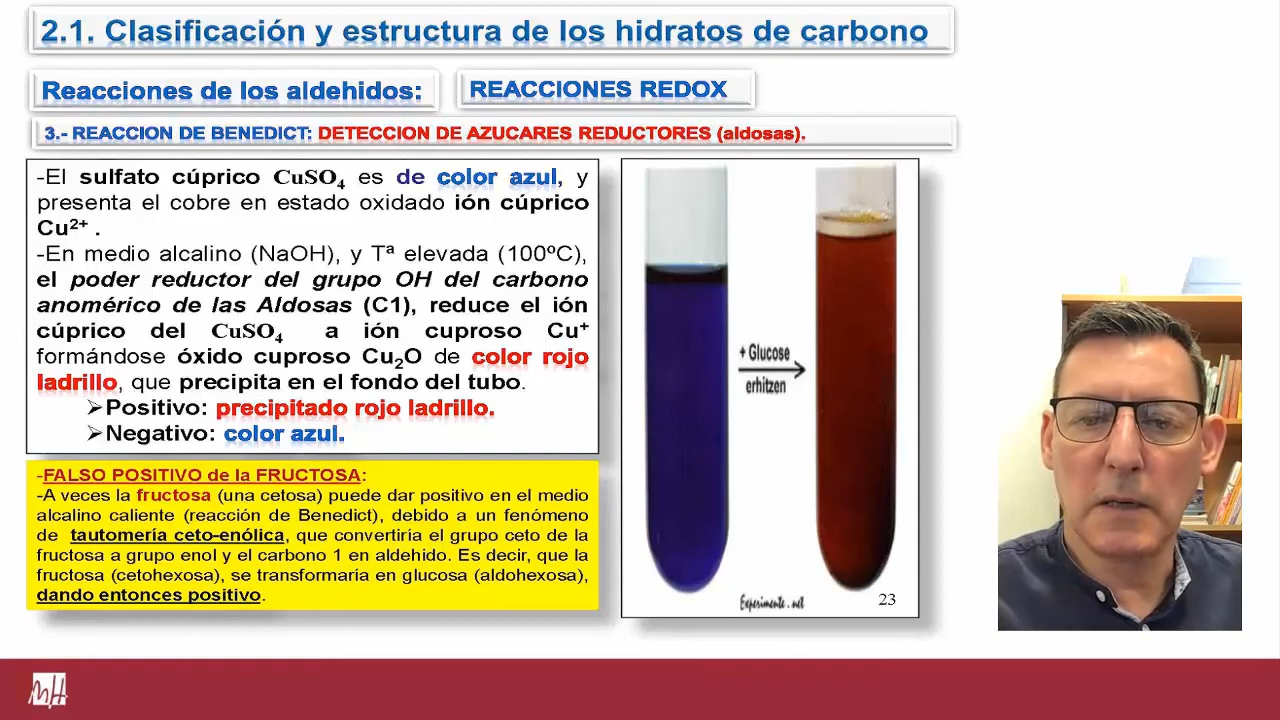 2.1. Clasificación y estructura de los hidratos de carbono
Reacciones de los aldehidos:
REACCIONES REDOX
3.- REACCION DE BENEDICT: DETECCION DE AZUCARES REDUCTORES (aldosas).
-El sulfato cúprico CuSO4 es de color azul, y
presenta el cobre en estado oxidado ión cúprico
Cu2+ .
-En medio alcalino (NaOH), y Tª elevada (100ºC),
el poder reductor del grupo OH del carbono
anomérico de las Aldosas (C1), reduce el ión
cúprico del CuSO4 a ión cuproso Cu+
formándose óxido cuproso Cu2O de color rojo
ladrillo, que precipita en el fondo del tubo.
➢Positivo: precipitado rojo ladrillo.
➢Negativo: color azul.
-FALSO POSITIVO de la FRUCTOSA:
-A veces la fructosa (una cetosa) puede dar positivo en el medio
alcalino caliente (reacción de Benedict), debido a un fenómeno
de tautomería ceto-enólica, que convertiría el grupo ceto de la
fructosa a grupo enol y el carbono 1 en aldehido. Es decir, que la
fructosa (cetohexosa), se transformaría en glucosa (aldohexosa),
dando entonces positivo.
+ Glucose
erhitzen
Experimente.net
23
MH